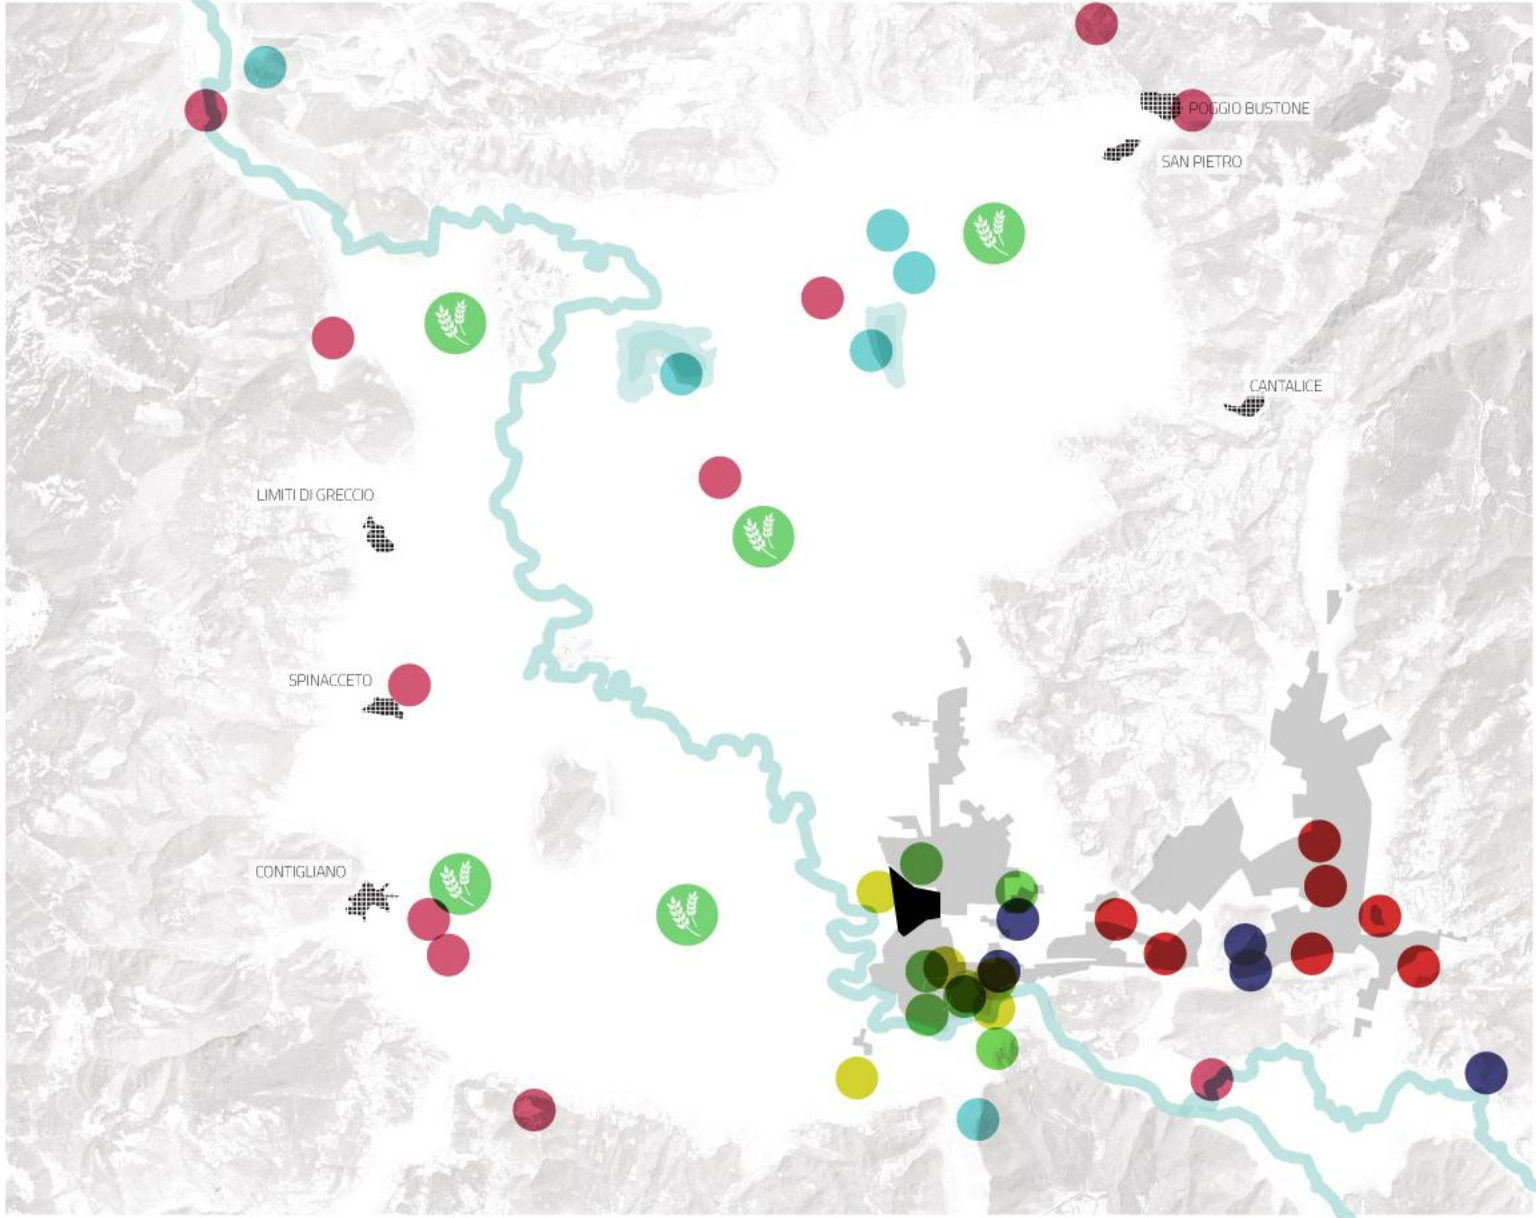 POGGIO BUSTONE
SAN PIETRO
CANTALICE
LIMITI DI GRECCIO
SPINACCETO
CONTIGLIANO